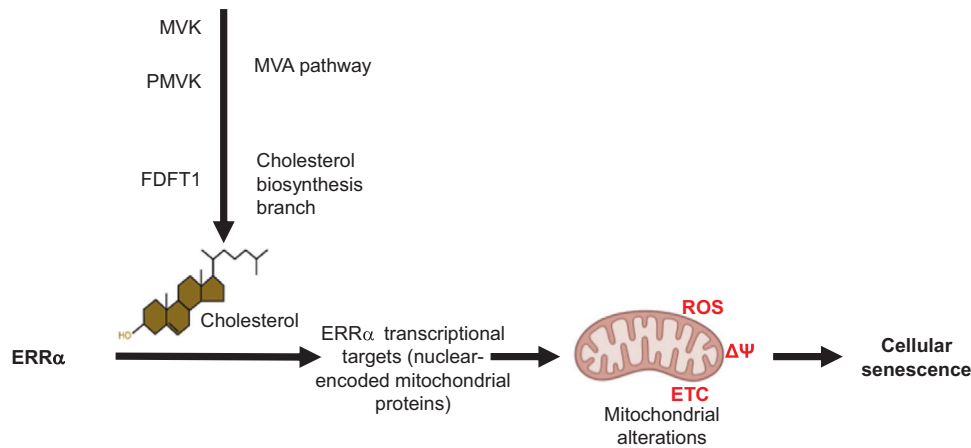 MVK
MVA pathway
PMVK
FDFT1
Cholesterol
biosynthesis
branch
HO
Cholesterol
ERRα
ERRα transcriptional
targets (nuclear-
encoded mitochondrial
proteins)
ROS
ΔΨ
ETC
Mitochondrial
alterations
Cellular
senescence